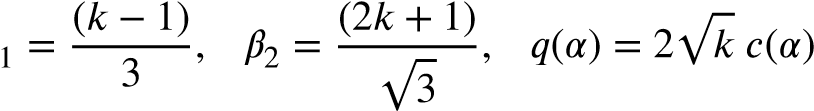 ₁ = (k − 1)/3, β₂ = (2k + 1)/√3, q(α) = 2√k c(α)